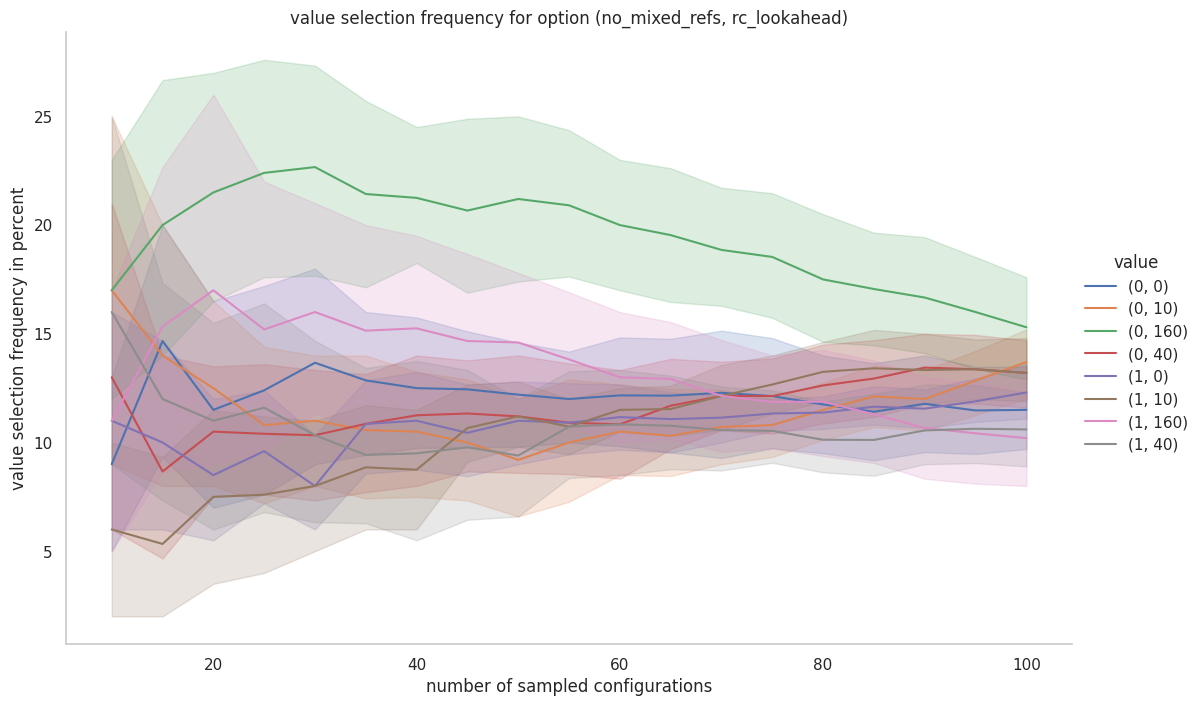 value selection frequency for option (no_mixed_refs, rc_lookahead)
value selection frequency in percent
25
20
15
10
5
20 40 60 80 100
number of sampled configurations
value
(0, 0)
(0, 10)
(0, 160)
(0, 40)
(1, 0)
(1, 10)
(1, 160)
(1, 40)